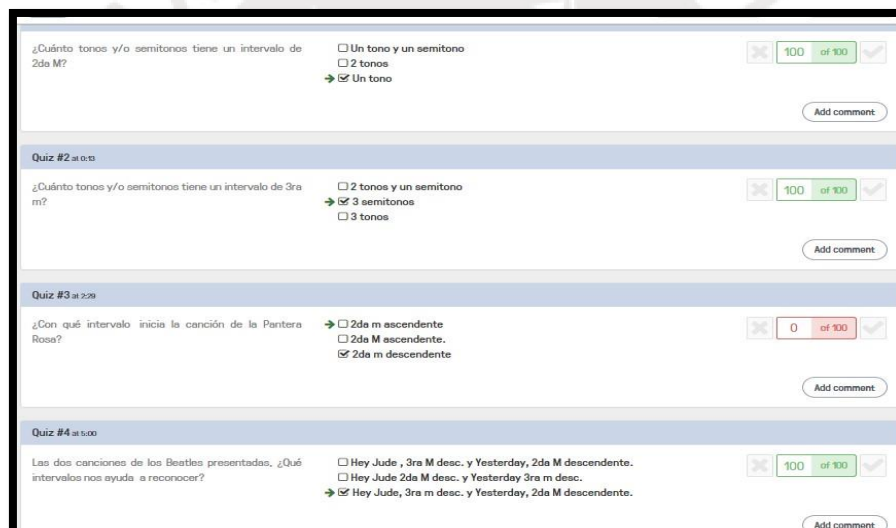 ¿Cuánto tonos y/o semitonos tiene un intervalo de
2da M?
Un tono y un semitono
2 tonos
Un tono
100 of 100
Add comment
Quiz #2 at 0:13
¿Cuánto tonos y/o semitonos tiene un intervalo de 3ra
m?
2 tonos y un semitono
3 semitonos
3 tonos
100 of 100
Add comment
Quiz #3 at 2:29
¿Con qué intervalo inicia la canción de la Pantera
Rosa?
2da m ascendente
2da M ascendente.
2da m descendente
0 of 100
Add comment
Quiz #4 at 5:00
Las dos canciones de los Beatles presentadas, ¿Qué
intervalos nos ayuda a reconocer?
Hey Jude , 3ra M desc. y Yesterday, 2da M descendente.
Hey Jude 2da M desc. y Yesterday 3ra m desc.
Hey Jude, 3ra m desc. y Yesterday, 2da M descendente.
100 of 100
Add comment